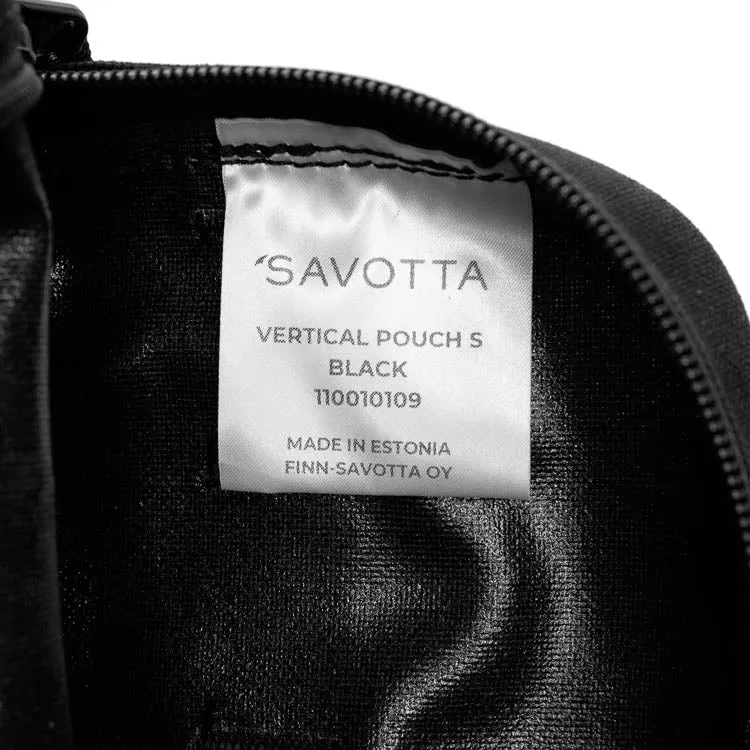 SAVOTTA
VERTICAL POUCH S
BLACK
110010109
MADE IN ESTONIA
FINN-SAVOTTA OY